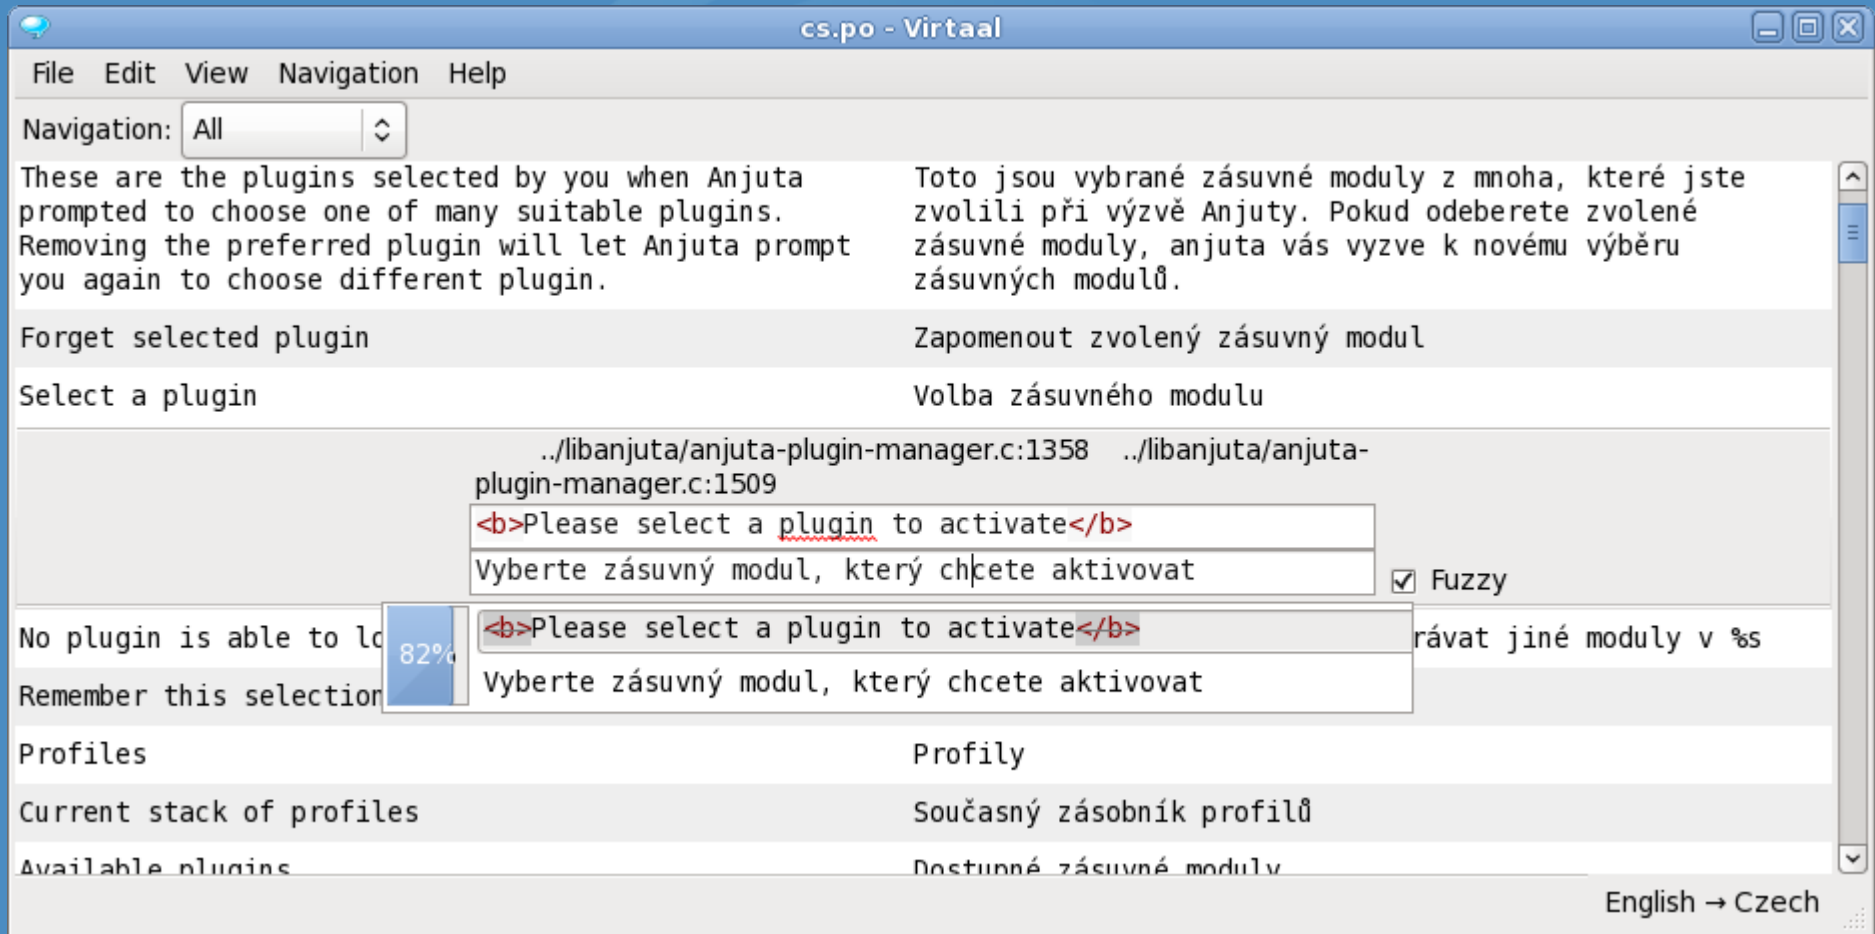 cs.po - Virtaal
File Edit View Navigation Help
Navigation: All
These are the plugins selected by you when Anjuta
prompted to choose one of many suitable plugins.
Removing the preferred plugin will let Anjuta prompt
you again to choose different plugin.
Toto jsou vybrané zásuvné moduly z mnoha, které jste
zvolili při výzvě Anjuty. Pokud odeberete zvolené
zásuvné moduly, anjuta vás vyzve k novému výběru
zásuvných modulů.
Forget selected plugin
Zapomenout zvolený zásuvný modul
Select a plugin
Volba zásuvného modulu
../libanjuta/anjuta-plugin-manager.c:1358 ../libanjuta/anjuta-
plugin-manager.c:1509
<b>Please select a plugin to activate</b>
Vyberte zásuvný modul, který chcete aktivovat
Fuzzy
82%
<b>Please select a plugin to activate</b>
Vyberte zásuvný modul, který chcete aktivovat
No plugin is able to
jiné moduly v %s
Remember this selection
Profiles
Profily
Current stack of profiles
Současný zásobník profilů
Available plugins
Dostupné zásuvné moduly
English → Czech